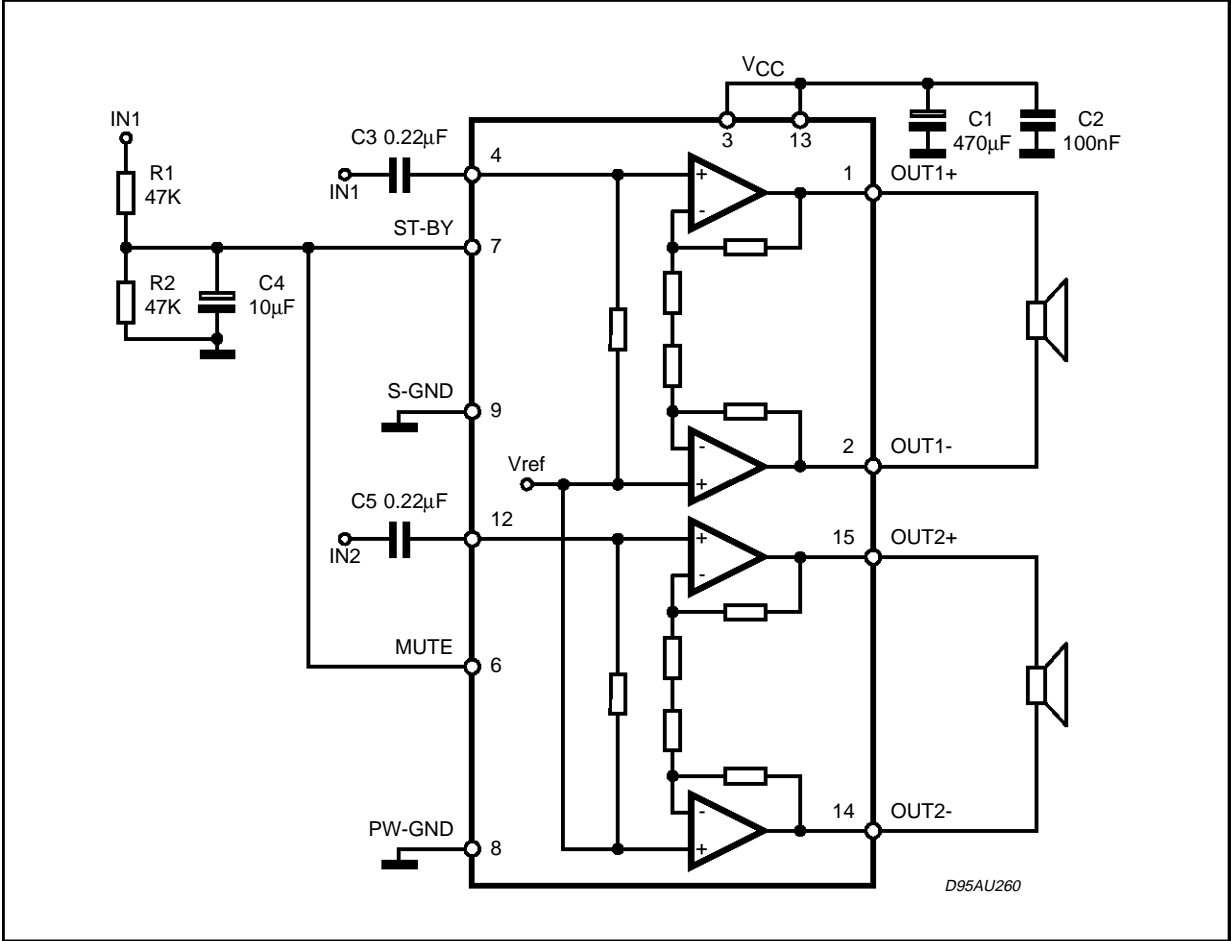 VCC
IN1
R1
47K
C3 0.22µF
IN1
4
3
13
C1
470µF
C2
100nF
1
OUT1+
+
-
ST-BY
7
R2
47K
C4
10µF
S-GND
9
-
+
2
OUT1-
Vref
C5 0.22µF
IN2
12
+
-
15
OUT2+
MUTE
6
-
+
14
OUT2-
PW-GND
8
D95AU260